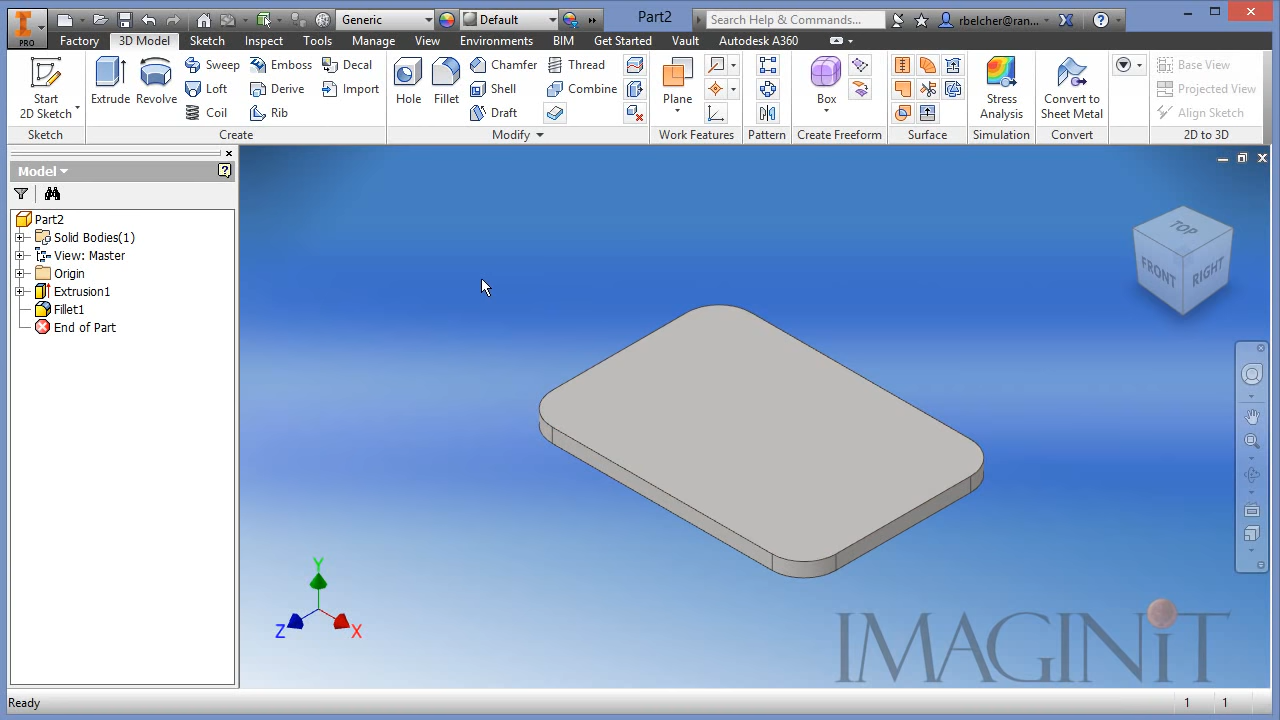 PRO
Generic
Default
Part2
Search Help & Commands...
rbelcher@ran...
Factory
3D Model
Sketch
Inspect
Tools
Manage
View
Environments
BIM
Get Started
Vault
Autodesk A360
Start
2D Sketch
Extrude
Revolve
Sweep
Loft
Coil
Emboss
Derive
Rib
Decal
Import
Hole
Fillet
Chamfer
Shell
Draft
Thread
Combine
Plane
Box
Stress
Analysis
Convert to
Sheet Metal
Base View
Projected View
Align Sketch
Sketch
Create
Modify
Work Features
Pattern
Create Freeform
Surface
Simulation
Convert
2D to 3D
Model
Part2
Solid Bodies(1)
View: Master
Origin
Extrusion1
Fillet1
End of Part
TOP
FRONT
RIGHT
Y
Z
X
IMAGINiT
Ready
1
1